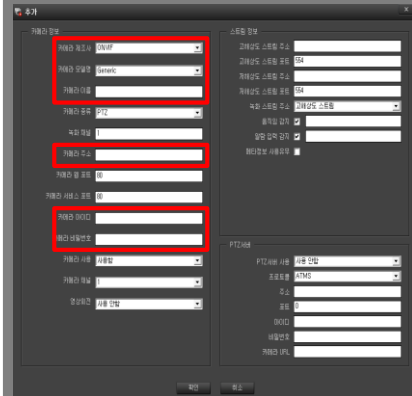 추가
카메라 정보
카메라 제조사 ONVIF
카메라 모델명 Generic
카메라 이름
카메라 종류 PTZ
녹화 채널 1
카메라 주소
카메라 웹 포트 80
카메라 서비스 포트 80
카메라 아이디
카메라 비밀번호
카메라 사용 사용함
카메라 채널 1
영상회전 사용 안함
스트림 정보
고해상도 스트림 주소
고해상도 스트림 포트 554
저해상도 스트림 주소
저해상도 스트림 포트 554
녹화 스트림 주소 고해상도 스트림
움직임 감지
알람 입력 감지
메타정보 사용유무
PTZ서버
PTZ서버 사용 사용 안함
프로토콜 ATMS
주소
포트 0
아이디
비밀번호
카메라 URL
확인 취소